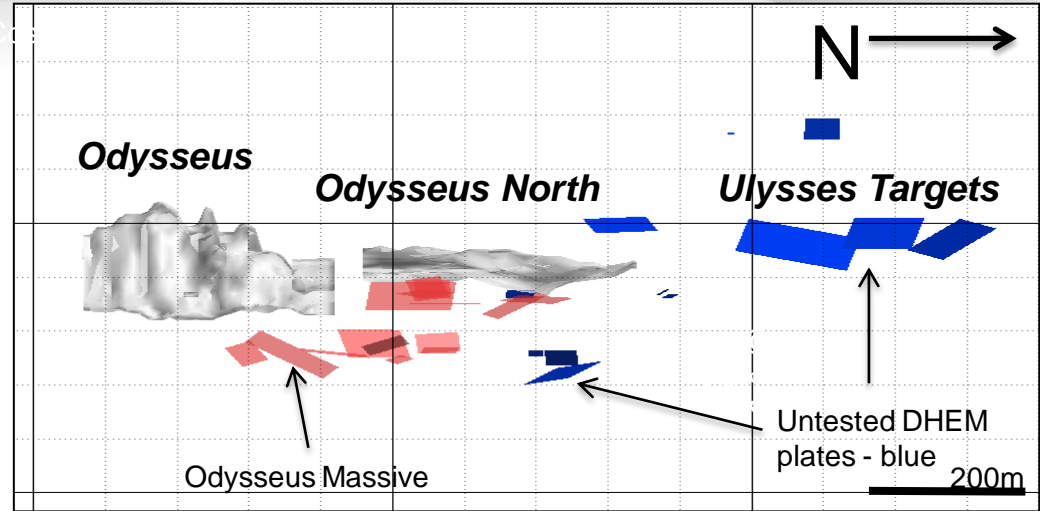 N
Odysseus
Odysseus North
Ulysses Targets
Untested DHEM
plates - blue
Odysseus Massive
200m